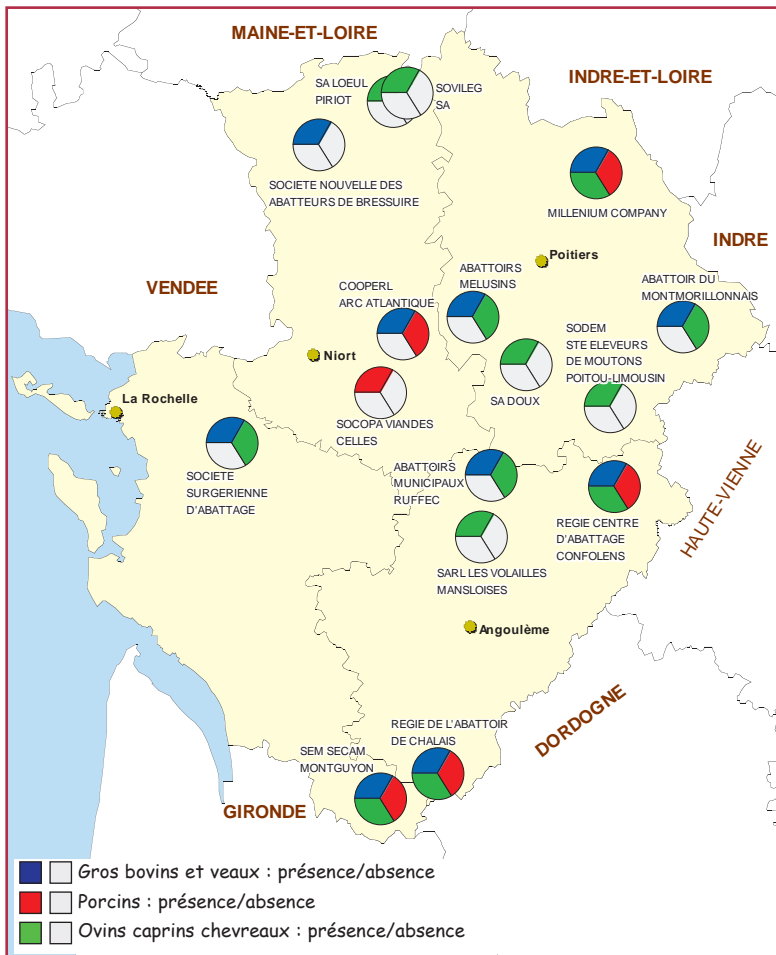 MAINE-ET-LOIRE
SA LOEUL
PIRIOT
SOVILEG
SA
INDRE-ET-LOIRE
SOCIETE NOUVELLE DES
ABATTEURS DE BRESSUIRE
MILLENIUM COMPANY
INDRE
Poitiers
VENDEE
COOPERL
ARC ATLANTIQUE
ABATTOIRS
MELUSINS
ABATTOIR DU
MONTMORILLONNAIS
SODEM
STE ELEVEURS
DE MOUTONS
POITOU-LIMOUSIN
Niort
La Rochelle
SA DOUX
SOCOPA VIANDES
CELLES
SOCIETE
SURGERIENNE
D'ABATTAGE
ABATTOIRS
MUNICIPAUX
RUFFEC
REGIE CENTRE
D'ABATTAGE
CONFOLENS
HAUTE-VIENNE
SARL LES VOLAILLES
MANSLOISES
Angoulême
REGIE DE L'ABATTOIR
DE CHALAIS
DORDOGNE
SEM SECAM
MONTGUYON
GIRONDE
Gros bovins et veaux : présence/absence
Porcins : présence/absence
Ovins caprins chevreaux : présence/absence